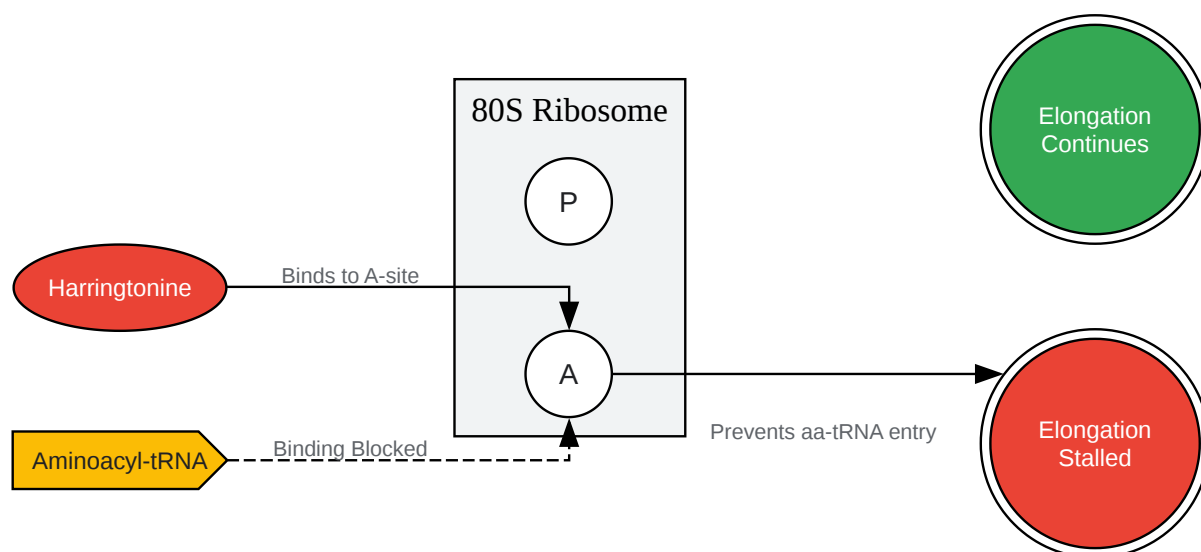 80S Ribosome
P
Elongation
Continues
Harringtonine
Binds to A-site
A
Aminoacyl-tRNA
Binding Blocked
Prevents aa-tRNA entry
Elongation
Stalled